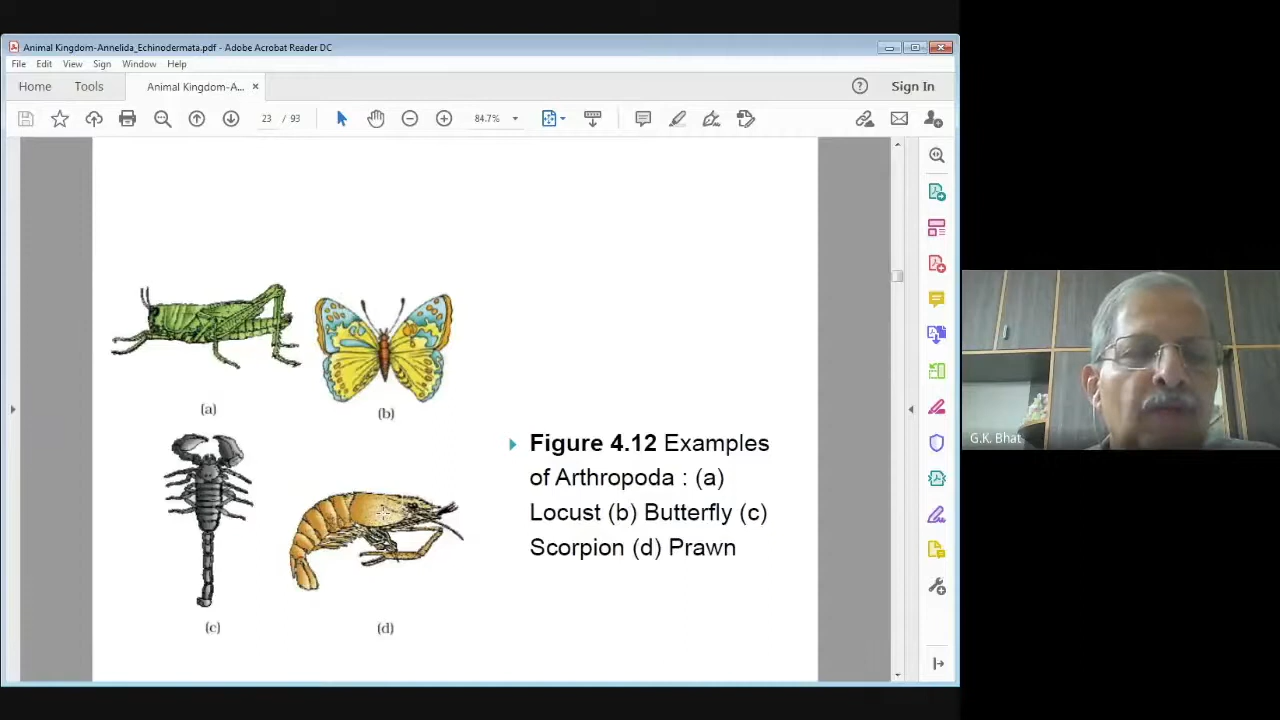 Animal Kingdom-Annelida_Echinodermata.pdf - Adobe Acrobat Reader DC
File Edit View Sign Window Help
Home Tools Animal Kingdom-A... × Sign In
23 / 93 84.7%
(a)
(b)
Figure 4.12 Examples
of Arthropoda : (a)
Locust (b) Butterfly (c)
Scorpion (d) Prawn
(c)
(d)
G.K. Bhat